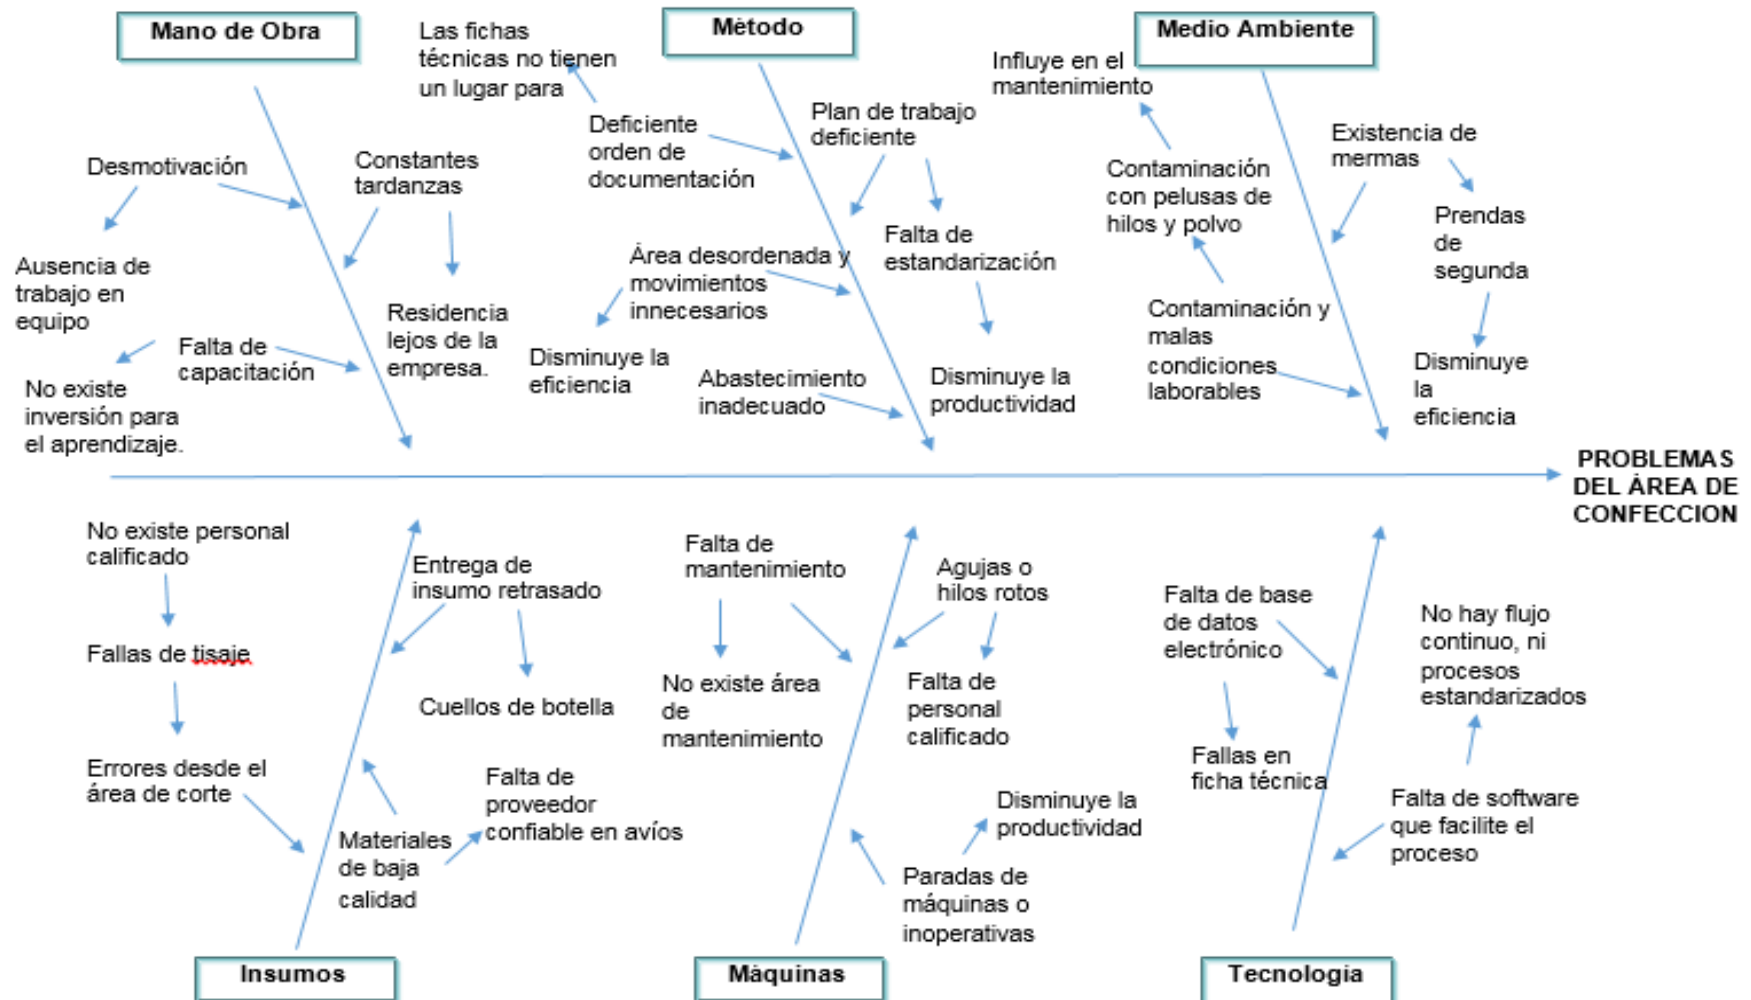 Mano de Obra
Las fichas
técnicas no tienen
un lugar para
Método
Medio Ambiente
Influye en el
mantenimiento
Desmotivación
Constantes
tardanzas
Deficiente
orden de
documentación
Plan de trabajo
deficiente
Contaminación
con pelusas de
hilos y polvo
Existencia de
mermas
Ausencia de
trabajo en
equipo
Área desordenada y
movimientos
innecesarios
Falta de
estandarización
Prendas
de
segunda
Falta de
capacitación
Residencia
lejos de la
empresa.
Disminuye la
eficiencia
Contaminación y
malas
condiciones
laborables
No existe
inversión para
el aprendizaje.
Abastecimiento
inadecuado
Disminuye la
productividad
Disminuye
la
eficiencia
PROBLEMAS
DEL ÁREA DE
CONFECCION
No existe personal
calificado
Entrega de
insumo retrasado
Falta de
mantenimiento
Agujas o
hilos rotos
Falta de base
de datos
electrónico
No hay flujo
continuo, ni
procesos
estandarizados
Fallas de tisaje
Cuellos de botella
No existe área
de
mantenimiento
Falta de
personal
calificado
Fallas en
ficha técnica
Errores desde el
área de corte
Falta de
proveedor
confiable en avíos
Disminuye la
productividad
Falta de software
que facilite el
proceso
Materiales
de baja
calidad
Paradas de
máquinas o
inoperativas
Insumos
Máquinas
Tecnología